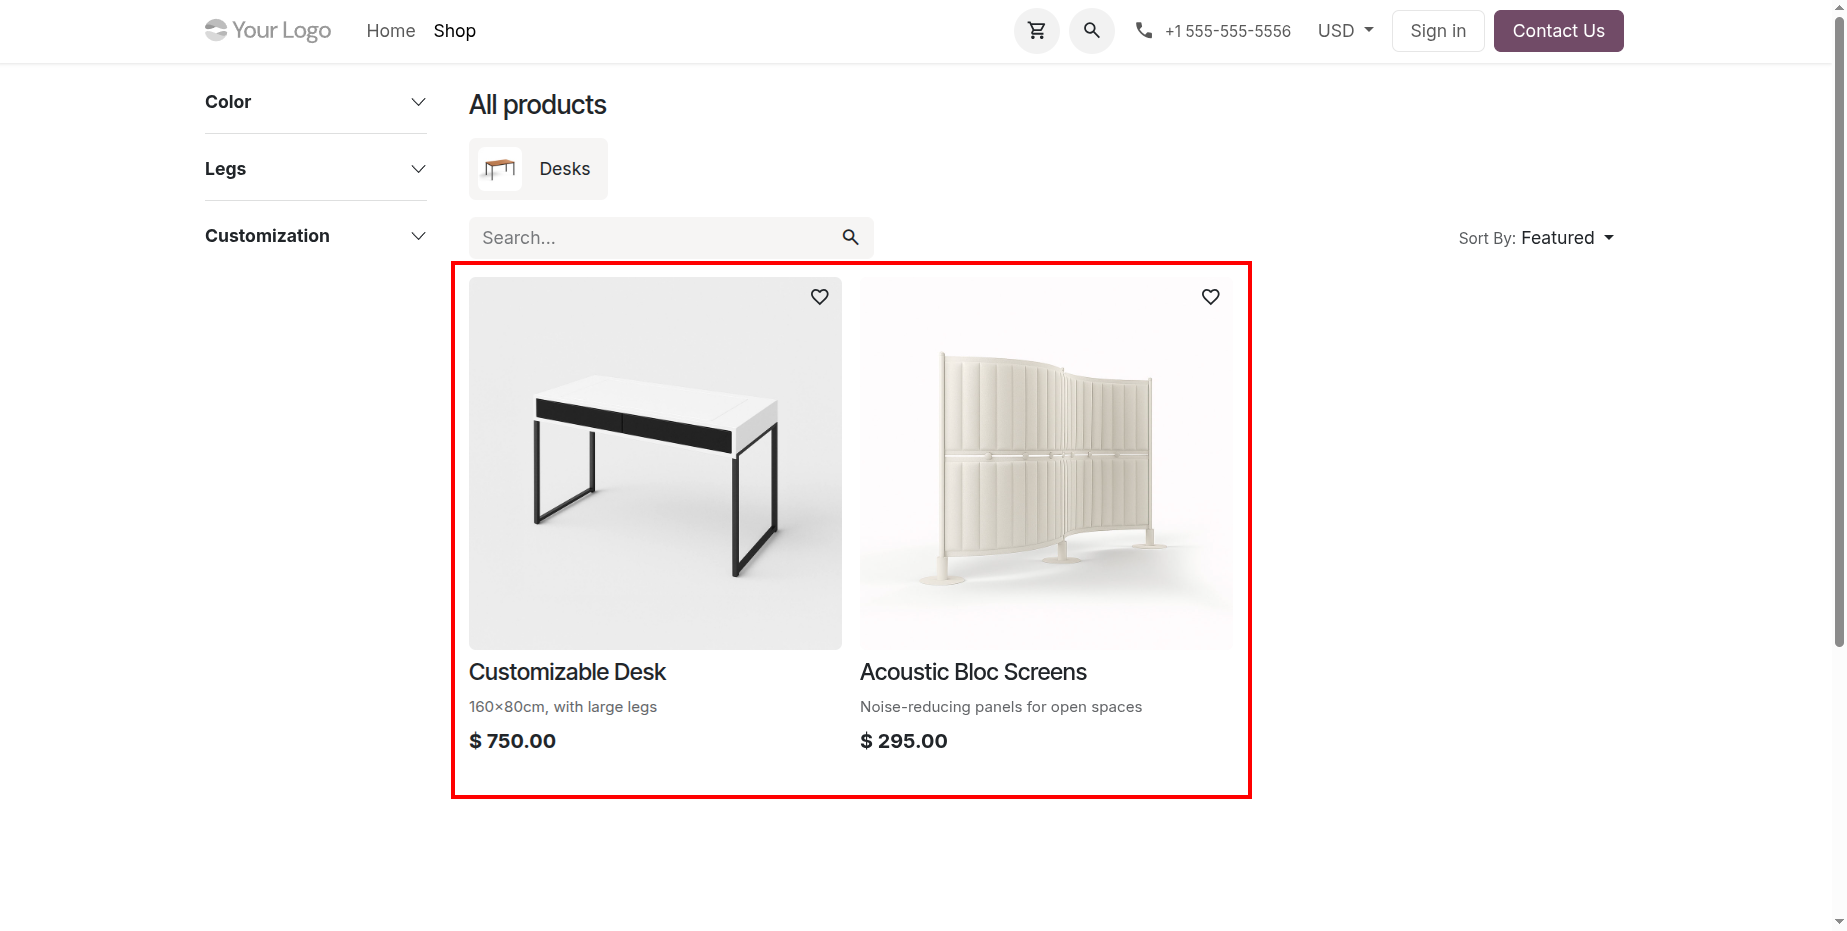 Your Logo Home Shop +1 555-555-5556 USD Sign in Contact Us
Color
Legs
Customization
All products
Desks
Search...
Sort By: Featured
Customizable Desk
160×80cm, with large legs
$ 750.00
Acoustic Bloc Screens
Noise-reducing panels for open spaces
$ 295.00